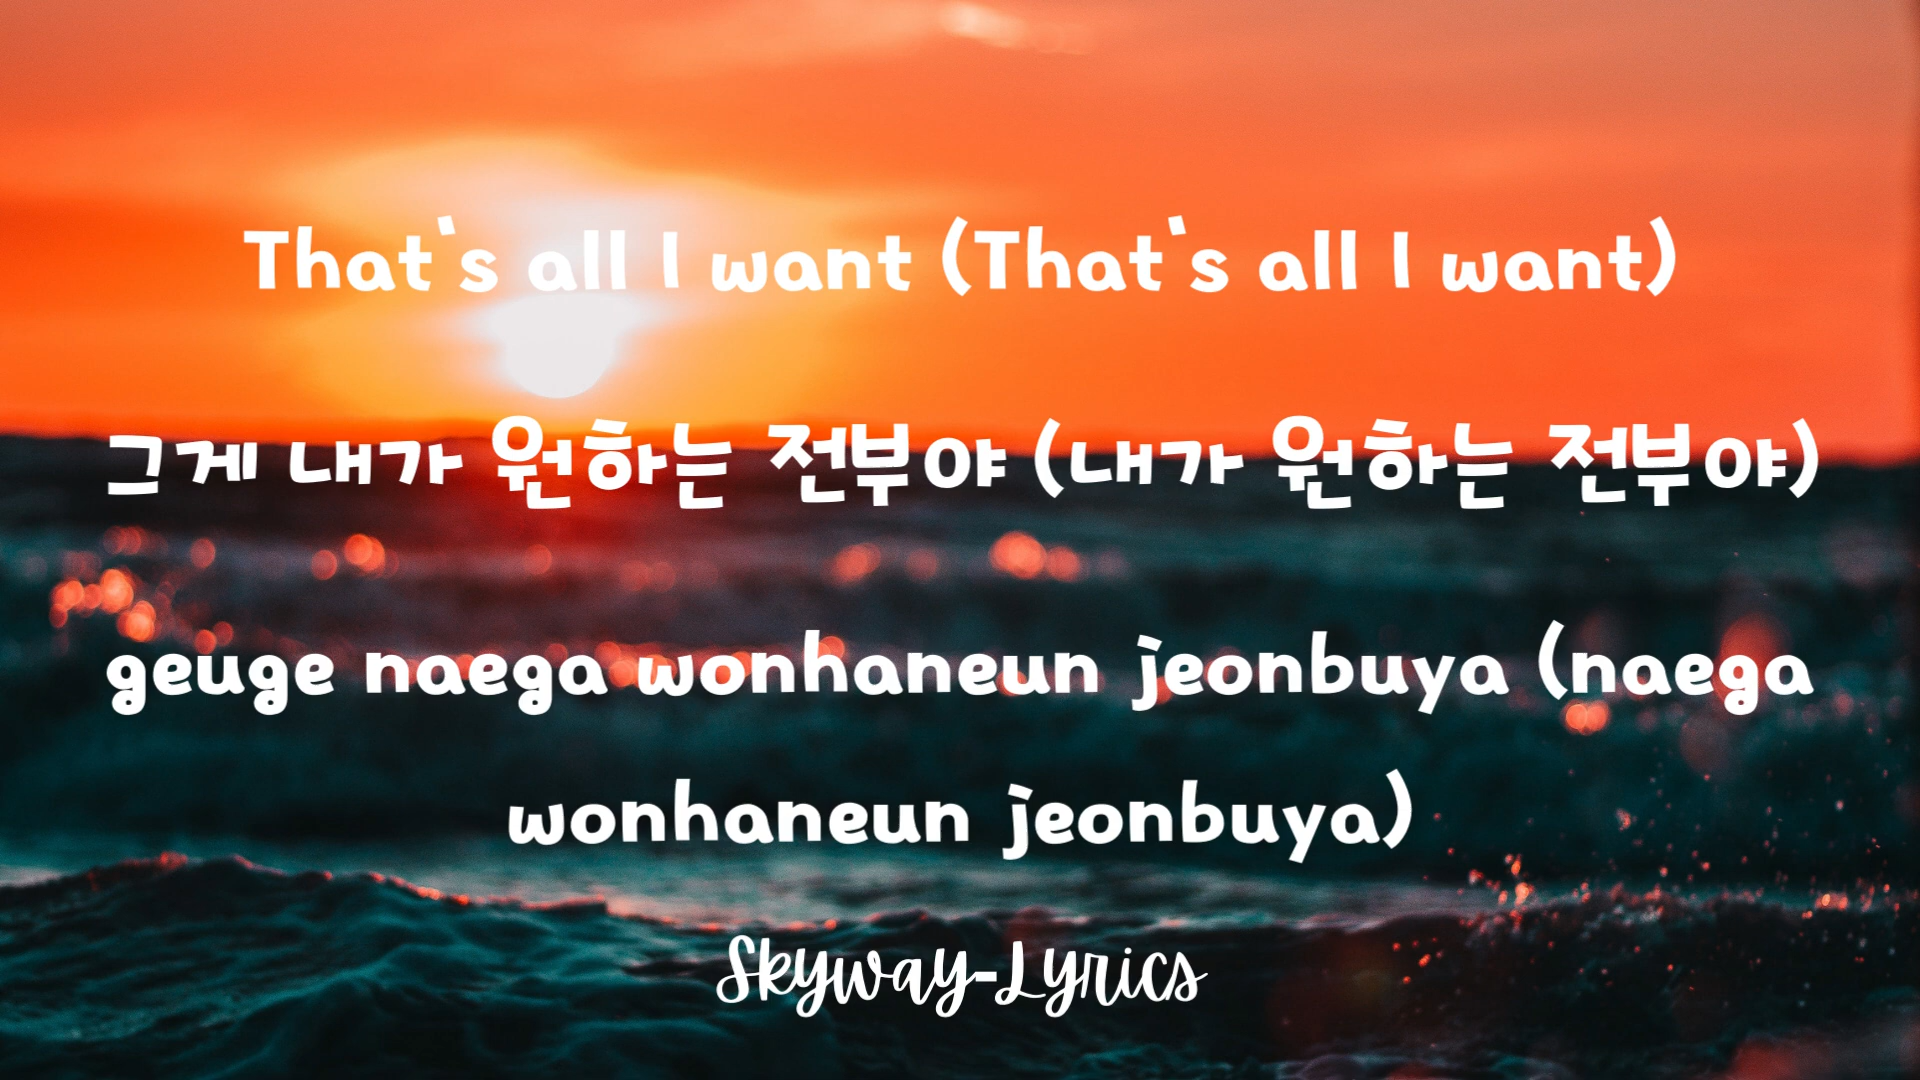 That's all I want (That's all I want)
그게 내가 원하는 전부야 (내가 원하는 전부야)
geuge naega wonhaneun jeonbuya (naega
wonhaneun jeonbuya)
Skyway-Lyrics